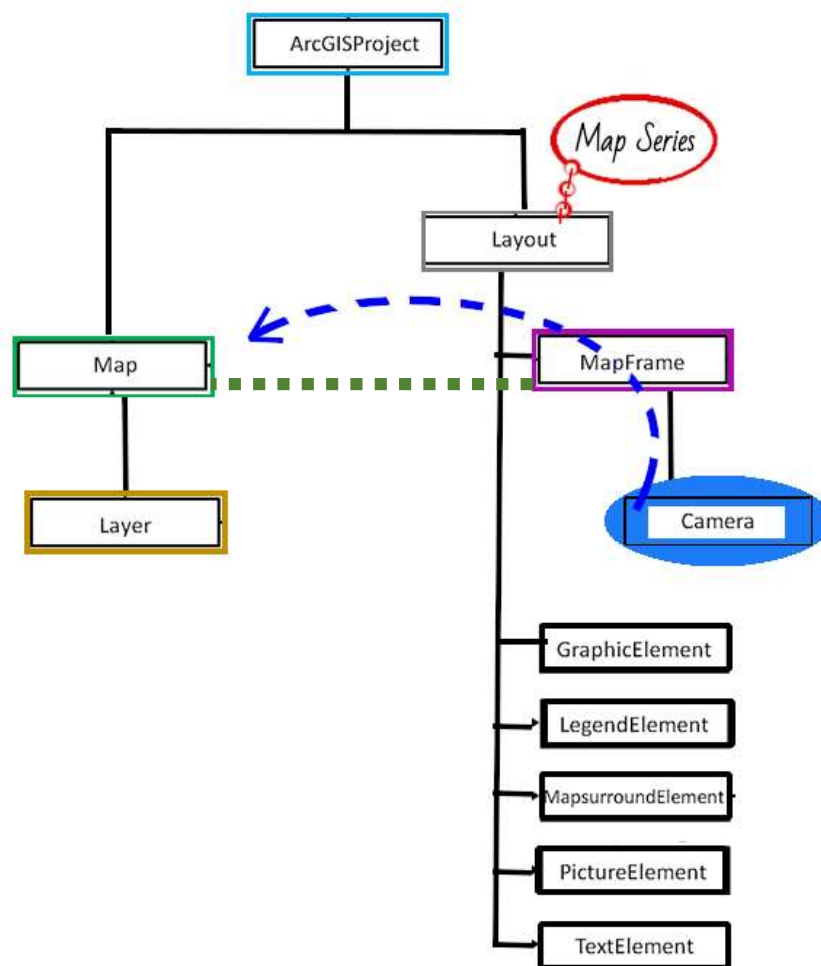 ArcGISProject
Map Series
Layout
Map
MapFrame
Layer
Camera
GraphicElement
LegendElement
MapsurroundElement
PictureElement
TextElement